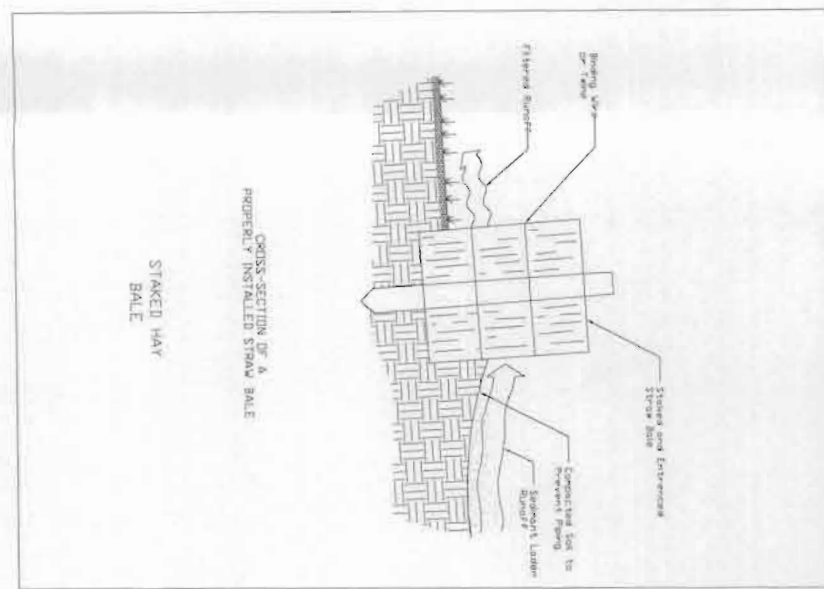 Binding Wire
or Twine
Filtered Runoff
Staked and Entrenched
Straw Bale
Compacted Soil to
Prevent Piping
Sediment Laden
Runoff
CROSS-SECTION OF A
PROPERLY INSTALLED STRAW BALE
STAKED HAY
BALE